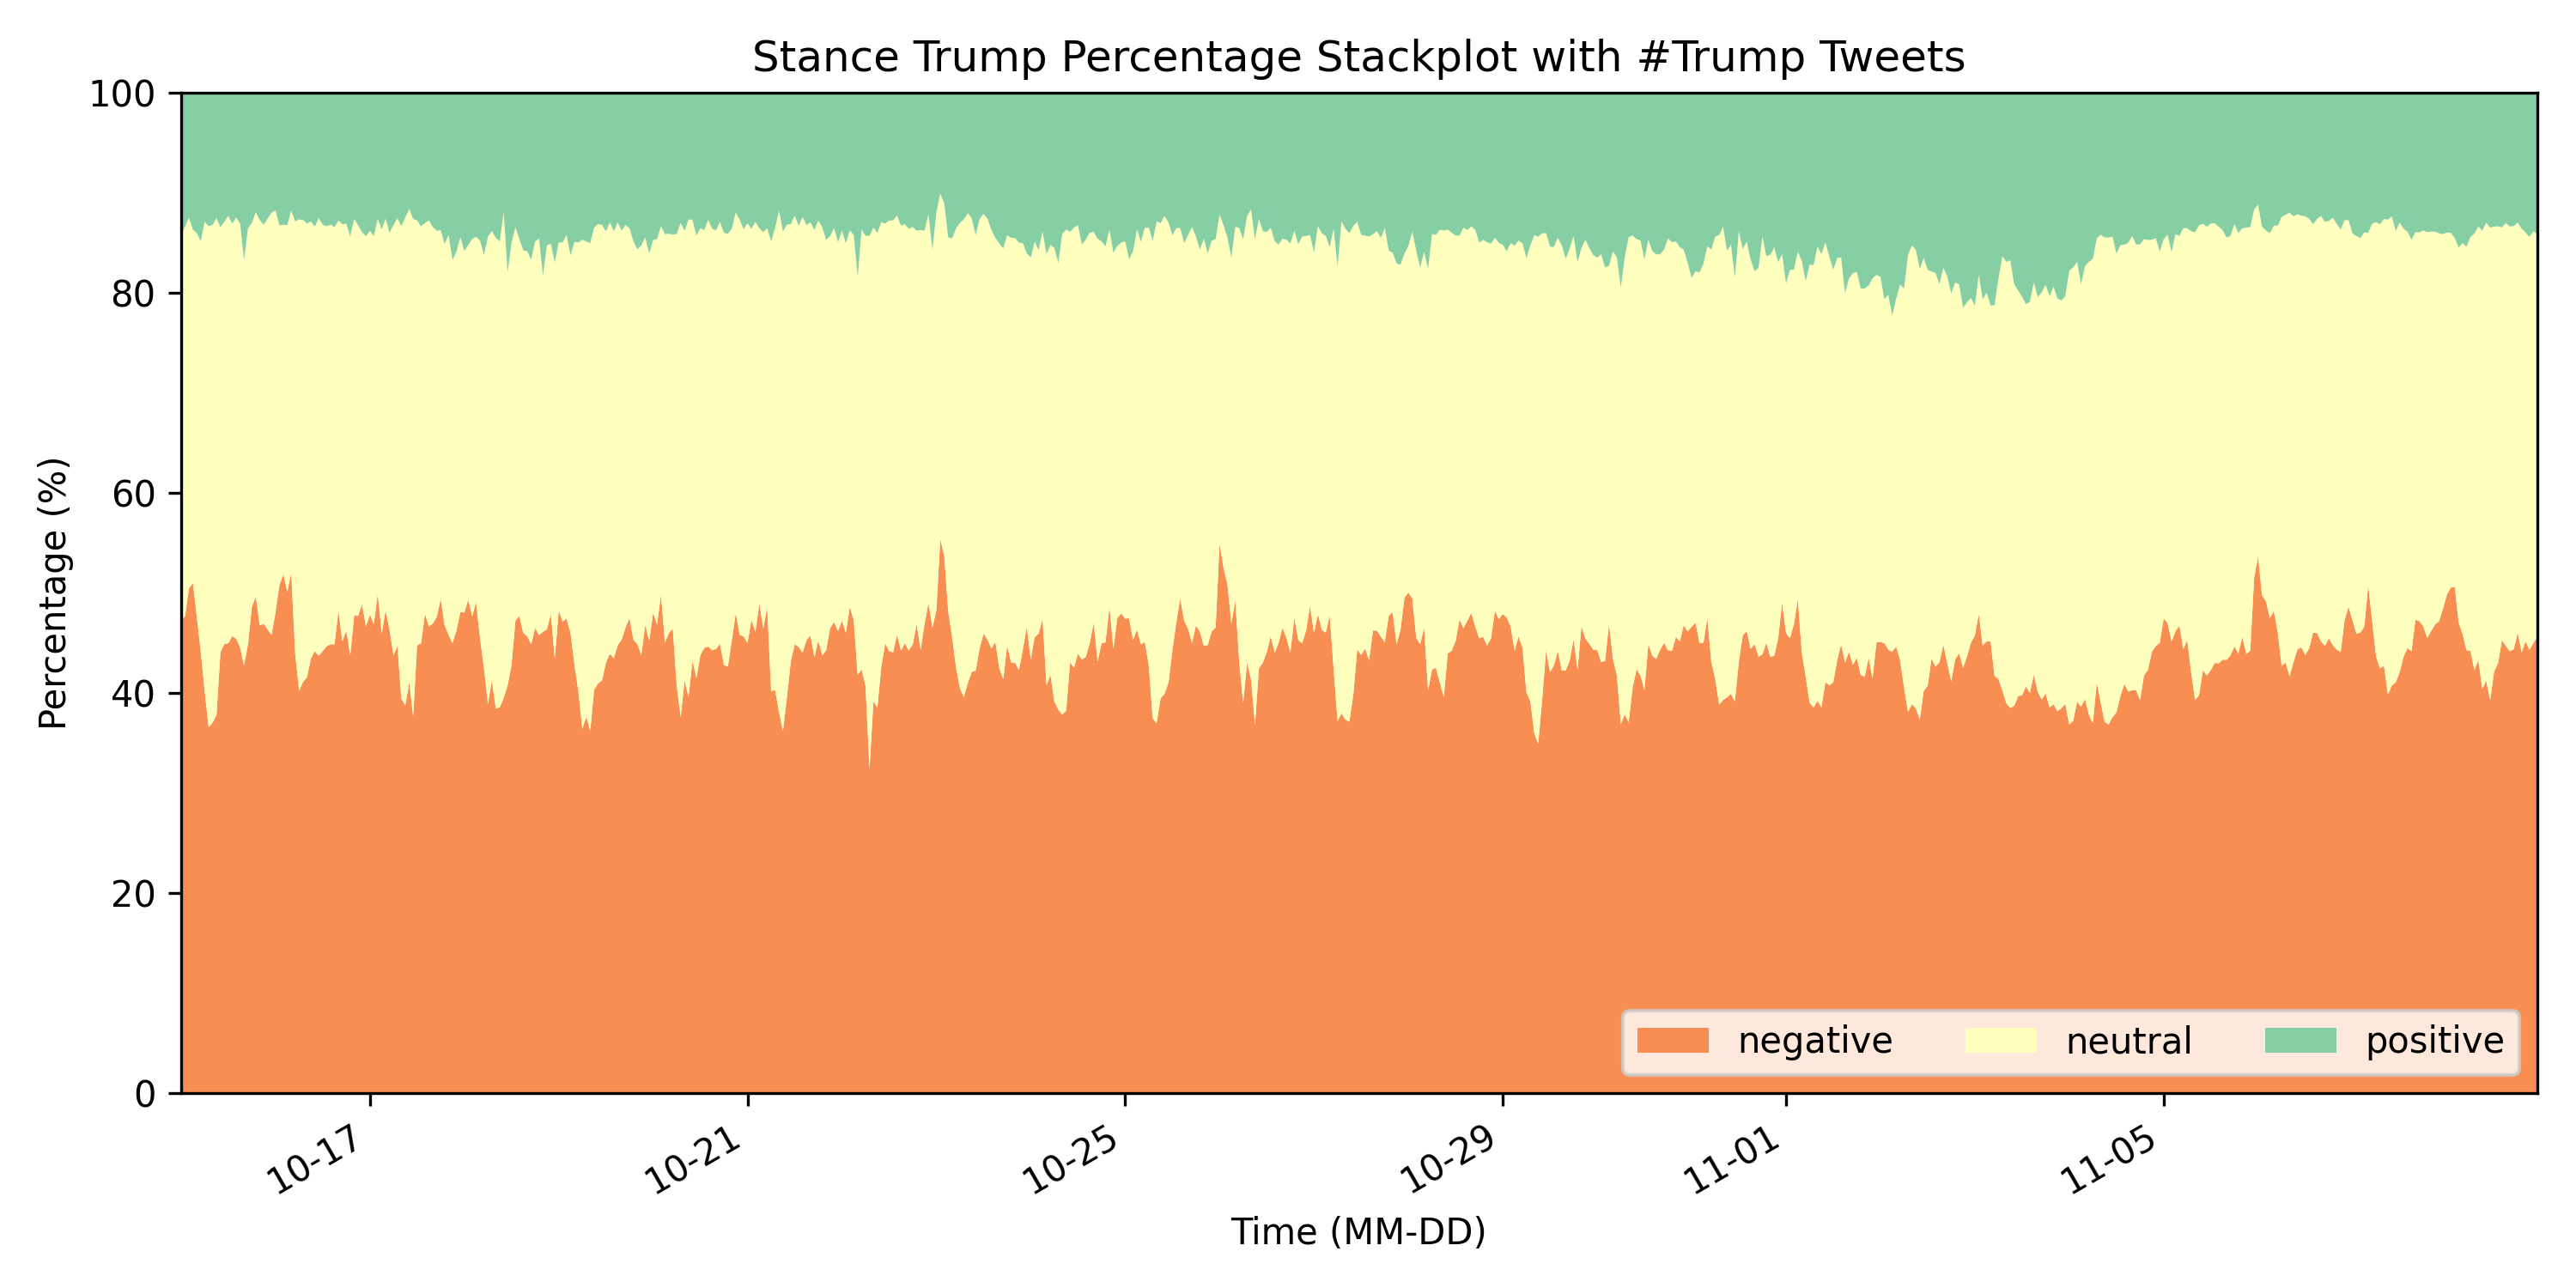 Stance Trump Percentage Stackplot with #Trump Tweets
100
80
60
40
20
0
Percentage (%)
negative neutral positive
10-17 10-21 10-25 10-29 11-01 11-05
Time (MM-DD)